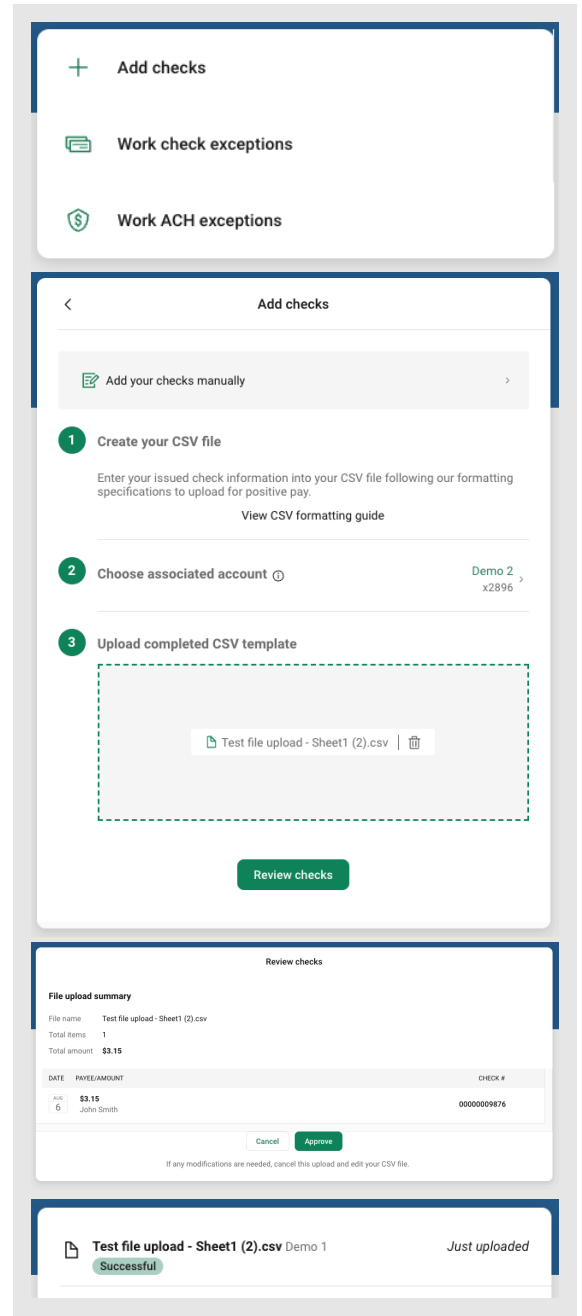 Add checks
Work check exceptions
Work ACH exceptions
Add checks
Add your checks manually
1 Create your CSV file
Enter your issued check information into your CSV file following our formatting
specifications to upload for positive pay.
View CSV formatting guide
2 Choose associated account Demo 2
x2896
3 Upload completed CSV template
Test file upload - Sheet1 (2).csv
Review checks
Review checks
File upload summary
File name Test file upload - Sheet1 (2).csv
Total items 1
Total amount $3.15
DATE PAYEE/AMOUNT CHECK #
AUG
6
$3.15
John Smith
00000009876
Cancel Approve
If any modifications are needed, cancel this upload and edit your CSV file.
Test file upload - Sheet1 (2).csv Demo 1 Just uploaded
Successful